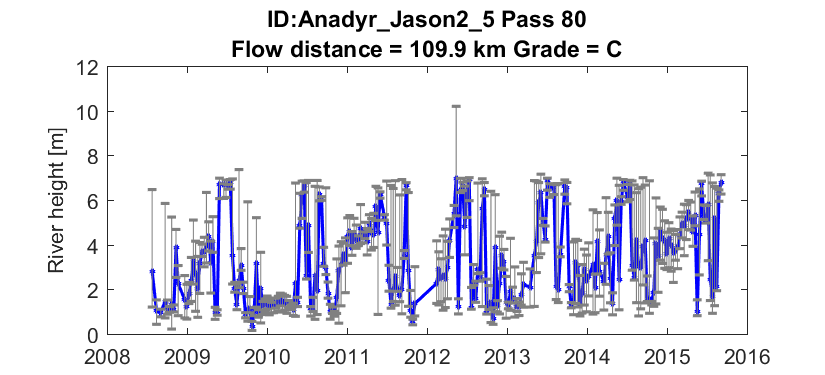 ID:Anadyr_Jason2_5 Pass 80
Flow distance = 109.9 km Grade = C
River height [m]
12
10
8
6
4
2
0
2008 2009 2010 2011 2012 2013 2014 2015 2016